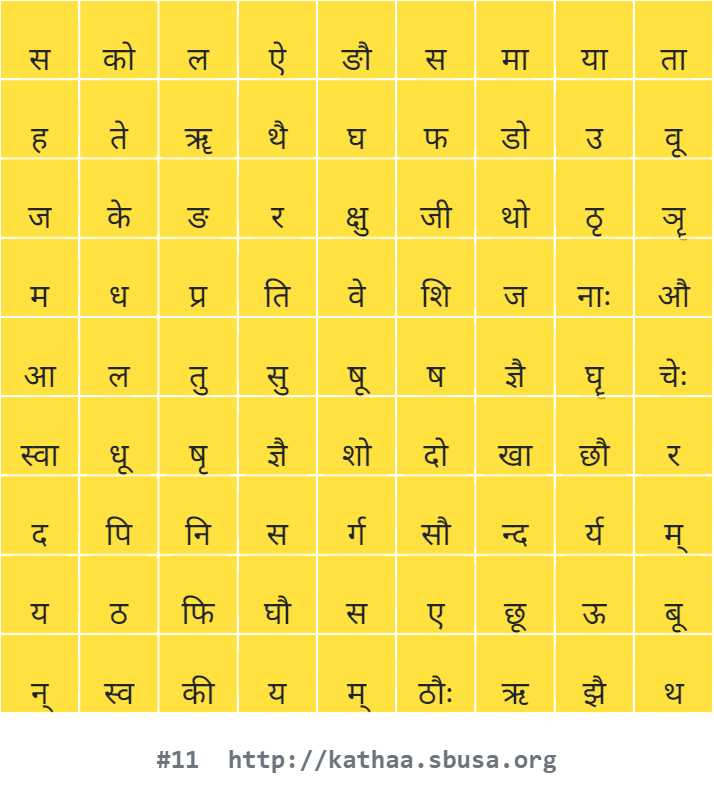 स को ल ऐ ङौ स मा या ता
ह ते ॠ थै घ फ डो उ वू
ज के ङ र क्षु जी थो ठृ ञॄ
म ध प्र ति वे शि ज नाः औ
आ ल तु सु षू ष ज्ञै घॄ चेः
स्वा धू षृ ज्ञै शो दो खा छौ र
द पि नि स र्ग सौ न्द र्य म्
य ठ फि घौ स ए छू ऊ बू
न् स्व की य म् ठौः ऋ झै थ
#11 http://kathaa.sbusa.org